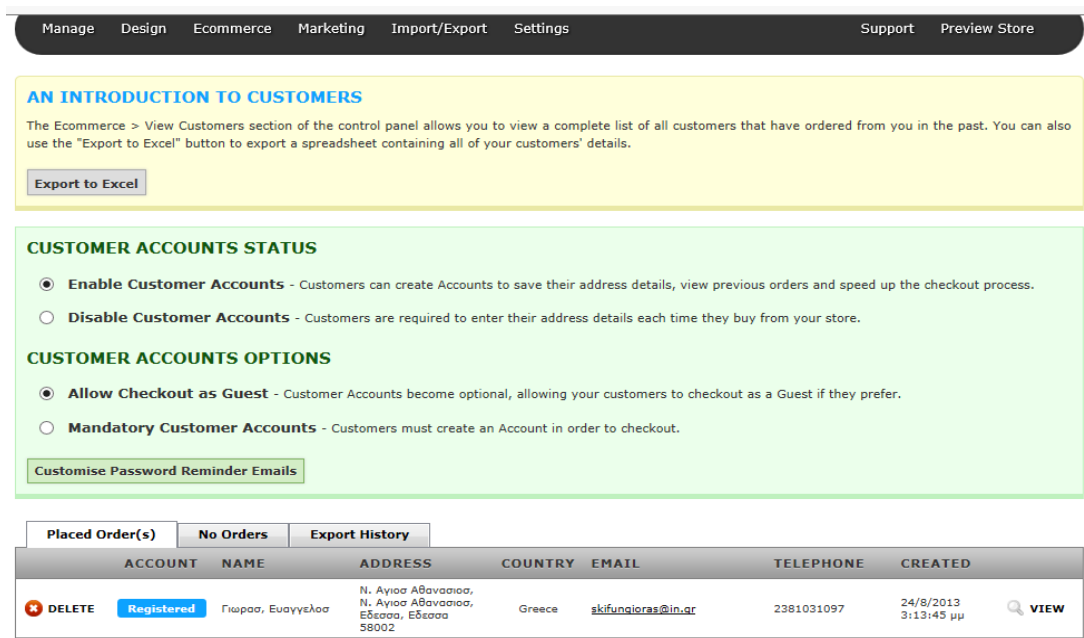 Manage Design Ecommerce Marketing Import/Export Settings Support Preview Store
AN INTRODUCTION TO CUSTOMERS
The Ecommerce > View Customers section of the control panel allows you to view a complete list of all customers that have ordered from you in the past. You can also
use the "Export to Excel" button to export a spreadsheet containing all of your customers' details.
Export to Excel
CUSTOMER ACCOUNTS STATUS
Enable Customer Accounts - Customers can create Accounts to save their address details, view previous orders and speed up the checkout process.
Disable Customer Accounts - Customers are required to enter their address details each time they buy from your store.
CUSTOMER ACCOUNTS OPTIONS
Allow Checkout as Guest - Customer Accounts become optional, allowing your customers to checkout as a Guest if they prefer.
Mandatory Customer Accounts - Customers must create an Account in order to checkout.
Customise Password Reminder Emails
Placed Order(s) No Orders Export History
ACCOUNT NAME ADDRESS COUNTRY EMAIL TELEPHONE CREATED
DELETE Registered Γιωρασ, Ευαγγελοσ Ν. Αγιοσ Αθανασιοσ,
Ν. Αγιοσ Αθανασιοσ,
Εδεσσα, Εδεσσα
58002 Greece skifungioras@in.gr 2381031097 24/8/2013
3:13:45 μμ VIEW